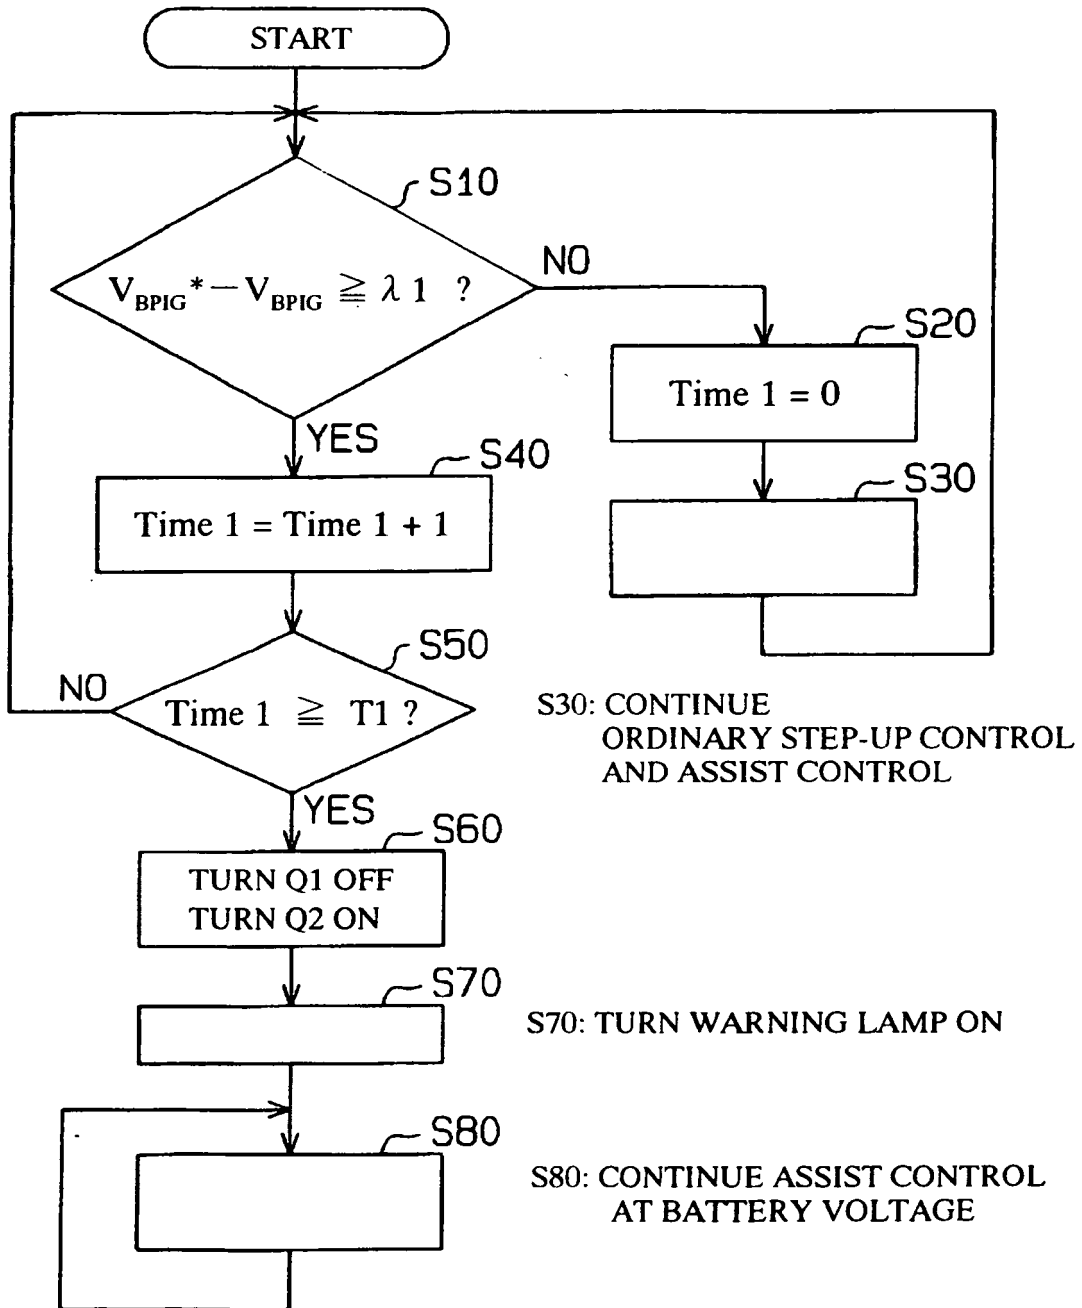 START
S10
V_BPIG* − V_BPIG ≧ λ 1 ?
NO
S20
Time 1 = 0
YES
S40
Time 1 = Time 1 + 1
S30
S50
NO
Time 1 ≧ T1 ?
S30: CONTINUE
ORDINARY STEP-UP CONTROL
AND ASSIST CONTROL
YES
S60
TURN Q1 OFF
TURN Q2 ON
S70
S70: TURN WARNING LAMP ON
S80
S80: CONTINUE ASSIST CONTROL
AT BATTERY VOLTAGE